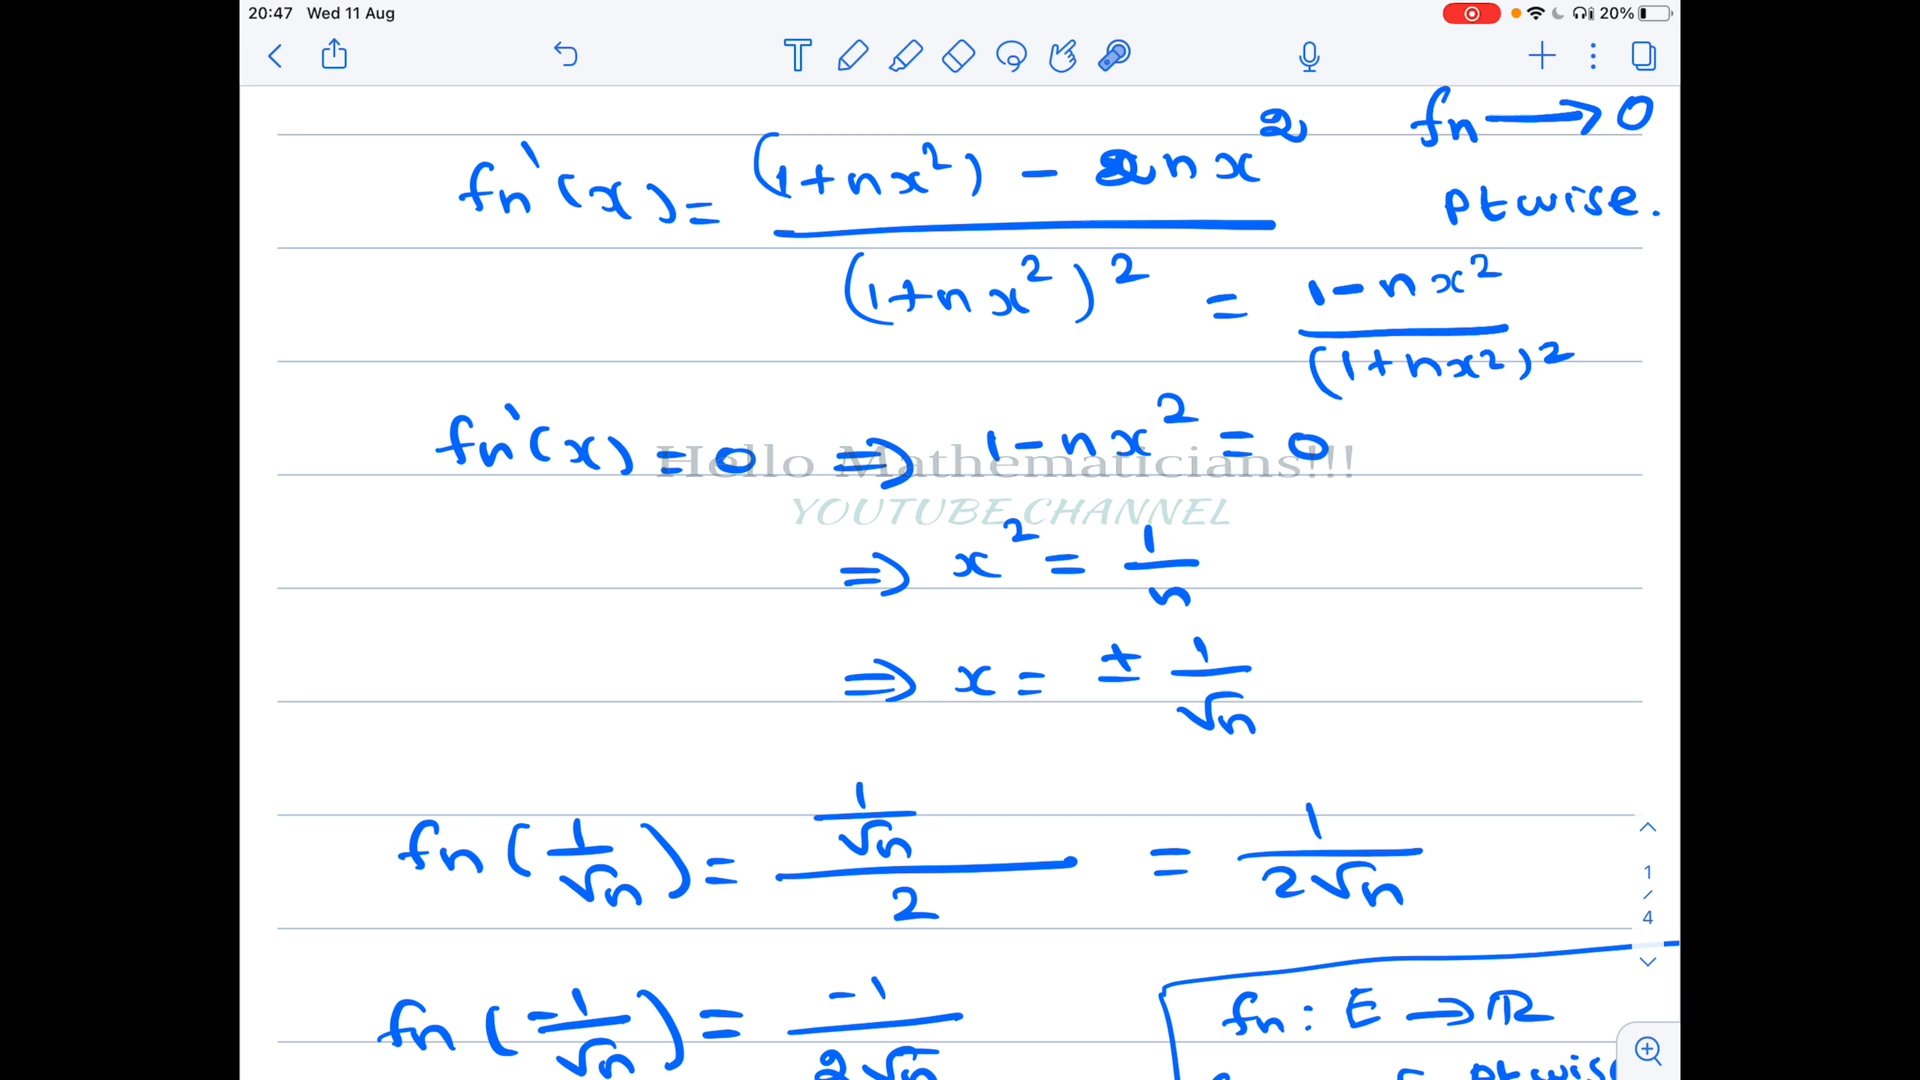 20:47 Wed 11 Aug 20%
fn → 0
fn'(x) = (1+nx²) - 2nx² / (1+nx²)² = 1-nx² / (1+nx²)²
ptwise.
fn'(x) = 0 ⇒ 1-nx² = 0
Hello Mathematicians!!!
YOUTUBE CHANNEL
⇒ x² = 1/n
⇒ x = ± 1/√n
fn(1/√n) = 1/√n / 2 = 1 / 2√n
1 / 4
fn(-1/√n) = -1 / 2√n
fn : E → ℝ
ptwise